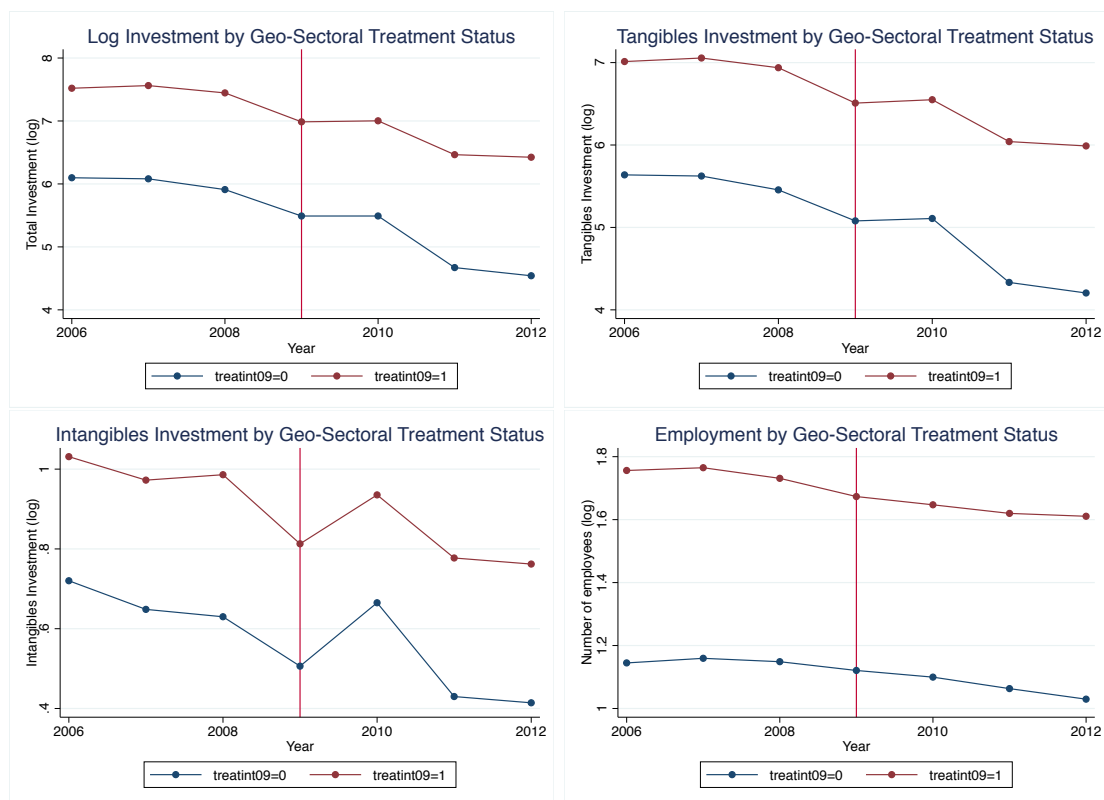 Log Investment by Geo-Sectoral Treatment Status
Total Investment (log)
8
7
6
5
4
2006 2008 2010 2012
Year
treatint09=0 treatint09=1
Tangibles Investment by Geo-Sectoral Treatment Status
Tangibles Investment (log)
7
6
5
4
2006 2008 2010 2012
Year
treatint09=0 treatint09=1
Intangibles Investment by Geo-Sectoral Treatment Status
Intangibles Investment (log)
1
.8
.6
.4
2006 2008 2010 2012
Year
treatint09=0 treatint09=1
Employment by Geo-Sectoral Treatment Status
Number of employees (log)
1.8
1.6
1.4
1.2
1
2006 2008 2010 2012
Year
treatint09=0 treatint09=1